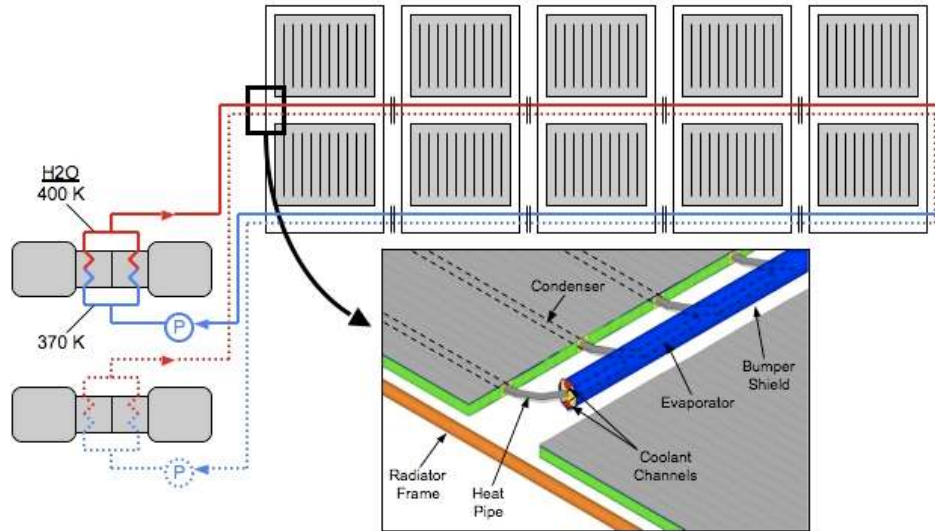 H2O
400 K
370 K
P
P
Condenser
Bumper
Shield
Evaporator
Coolant
Channels
Radiator
Frame
Heat
Pipe